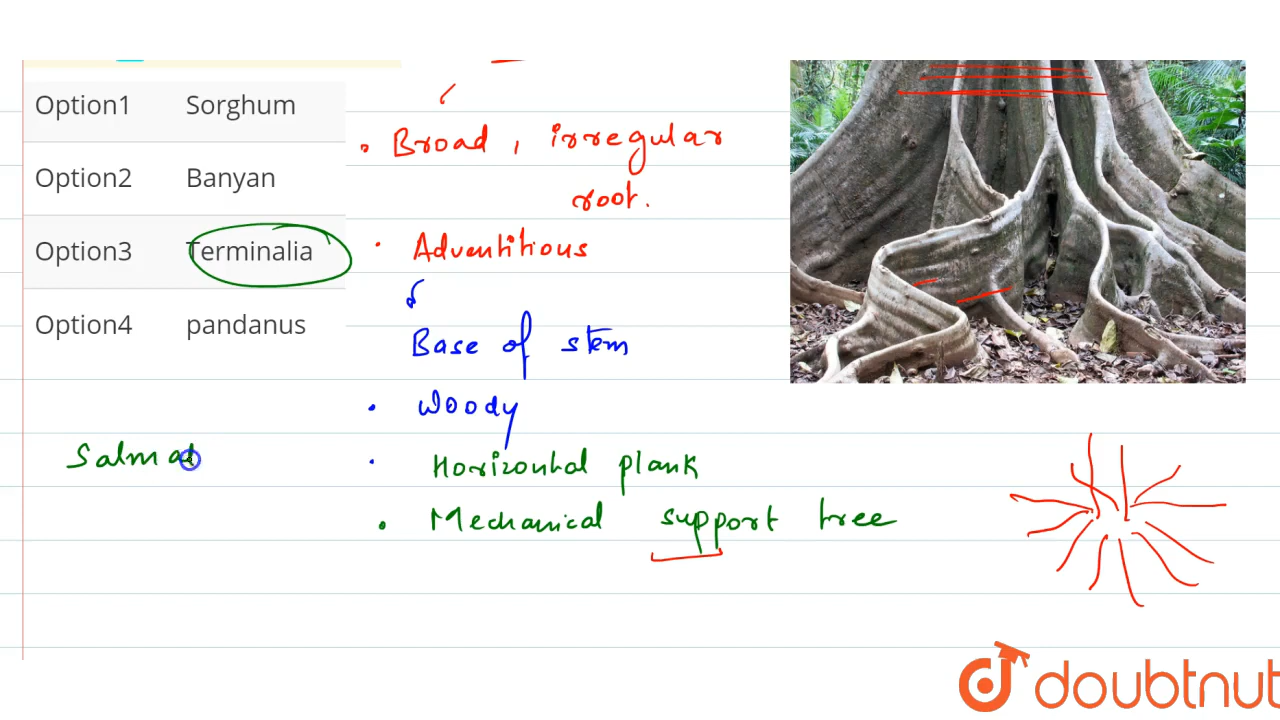 Option1 Sorghum
Option2 Banyan
Option3 Terminalia
Option4 pandanus
• Broad, irregular
root.
• Adventitious
Base of stem
• Woody
• Horizontal plank
• Mechanical support tree
Salmal
doubtnut